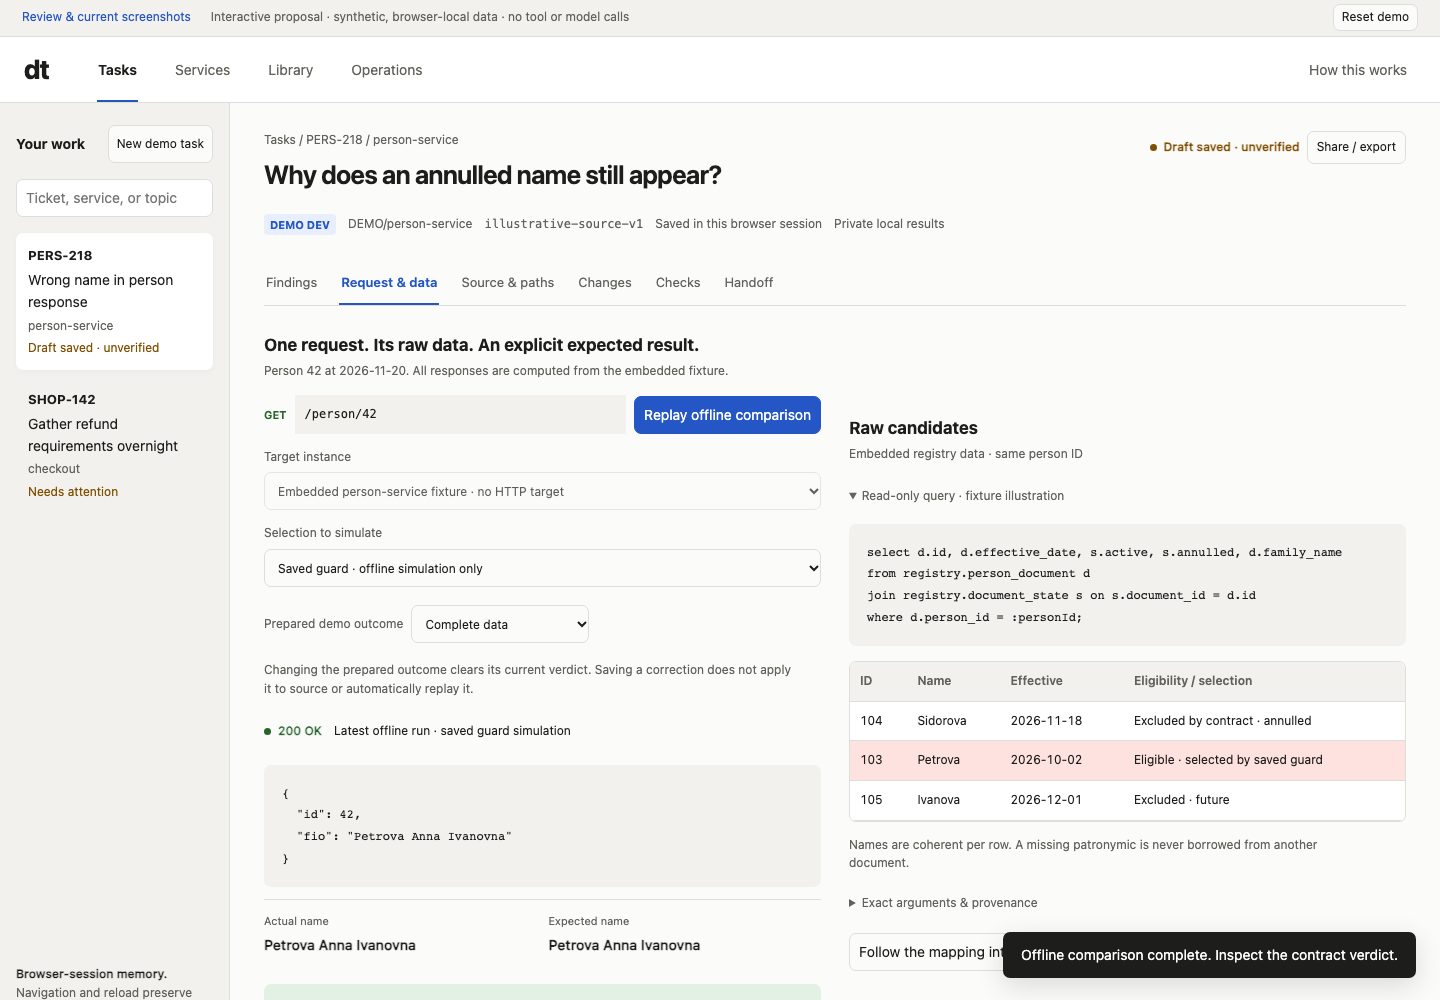 Review & current screenshots
Interactive proposal · synthetic, browser-local data · no tool or model calls
Reset demo
dt
Tasks
Services
Library
Operations
How this works
Your work
New demo task
Ticket, service, or topic
PERS-218
Wrong name in person
response
person-service
Draft saved · unverified
SHOP-142
Gather refund
requirements overnight
checkout
Needs attention
Browser-session memory.
Navigation and reload preserve
Tasks / PERS-218 / person-service
Draft saved · unverified
Share / export
Why does an annulled name still appear?
DEMO DEV
DEMO/person-service
illustrative-source-v1
Saved in this browser session
Private local results
Findings
Request & data
Source & paths
Changes
Checks
Handoff
One request. Its raw data. An explicit expected result.
Person 42 at 2026-11-20. All responses are computed from the embedded fixture.
GET
/person/42
Replay offline comparison
Target instance
Embedded person-service fixture · no HTTP target
Selection to simulate
Saved guard · offline simulation only
Prepared demo outcome
Complete data
Changing the prepared outcome clears its current verdict. Saving a correction does not apply
it to source or automatically replay it.
200 OK
Latest offline run · saved guard simulation
{
"id": 42,
"fio": "Petrova Anna Ivanovna"
}
Actual name
Expected name
Petrova Anna Ivanovna
Petrova Anna Ivanovna
Raw candidates
Embedded registry data · same person ID
Read-only query · fixture illustration
select d.id, d.effective_date, s.active, s.annulled, d.family_name
from registry.person_document d
join registry.document_state s on s.document_id = d.id
where d.person_id = :personId;
ID Name Effective Eligibility / selection
104 Sidorova 2026-11-18 Excluded by contract · annulled
103 Petrova 2026-10-02 Eligible · selected by saved guard
105 Ivanova 2026-12-01 Excluded · future
Names are coherent per row. A missing patronymic is never borrowed from another
document.
Exact arguments & provenance
Follow the mapping
Offline comparison complete. Inspect the contract verdict.